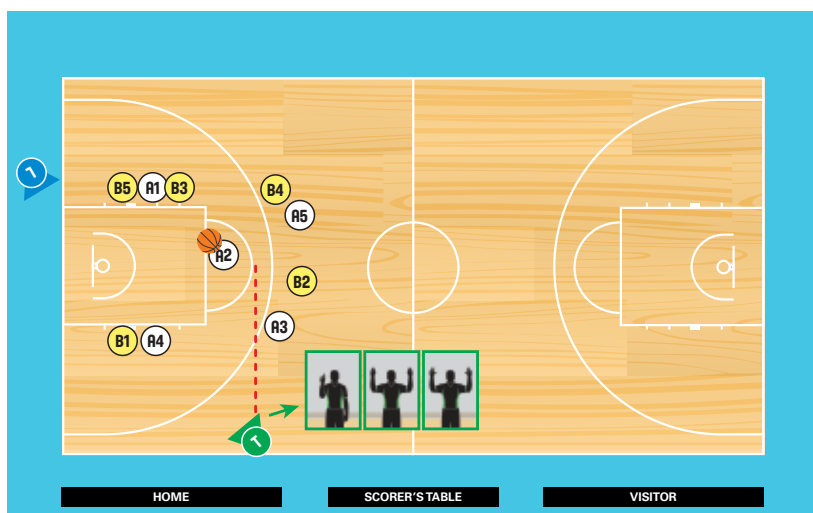 B4
B5 A1 B3
L
A5
A2
B2
A3
B1 A4
T
HOME
SCORER'S TABLE
VISITOR